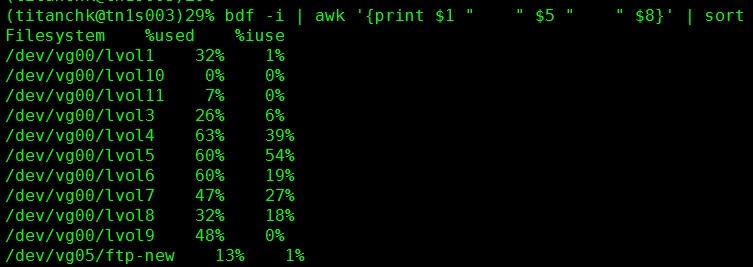 (titanchk@tn1s003)29% bdf -i | awk '{print $1 "    " $5 "    " $8}' | sort
Filesystem    %used    %iuse
/dev/vg00/lvol1    32%    1%
/dev/vg00/lvol10    0%    0%
/dev/vg00/lvol11    7%    0%
/dev/vg00/lvol3    26%    6%
/dev/vg00/lvol4    63%    39%
/dev/vg00/lvol5    60%    54%
/dev/vg00/lvol6    60%    19%
/dev/vg00/lvol7    47%    27%
/dev/vg00/lvol8    32%    18%
/dev/vg00/lvol9    48%    0%
/dev/vg05/ftp-new    13%    1%